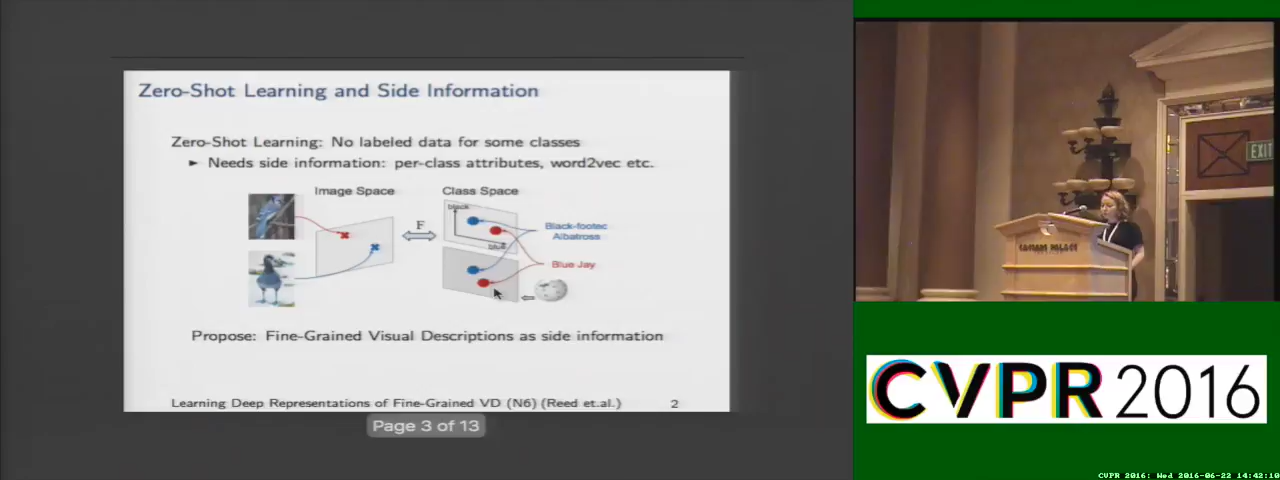 Zero-Shot Learning and Side Information
Zero-Shot Learning: No labeled data for some classes
► Needs side information: per-class attributes, word2vec etc.
Image Space
Class Space
black
F
blue
Black-footed
Albatross
Blue Jay
Propose: Fine-Grained Visual Descriptions as side information
Learning Deep Representations of Fine-Grained VD (N6) (Reed et.al.)
2
Page 3 of 13
EXIT
CAESARS PALACE
CVPR 2016
CVPR 2016: Wed 2016-06-22 14:42:10